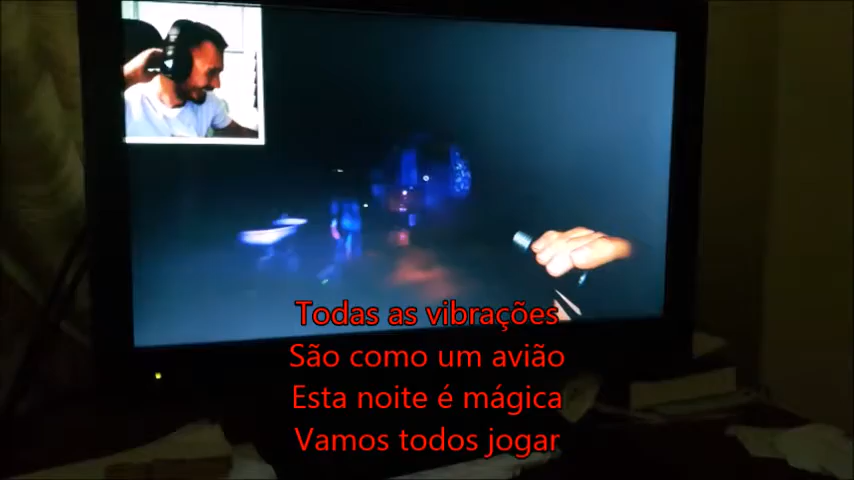 Todas as vibrações
São como um avião
Esta noite é mágica
Vamos todos jogar